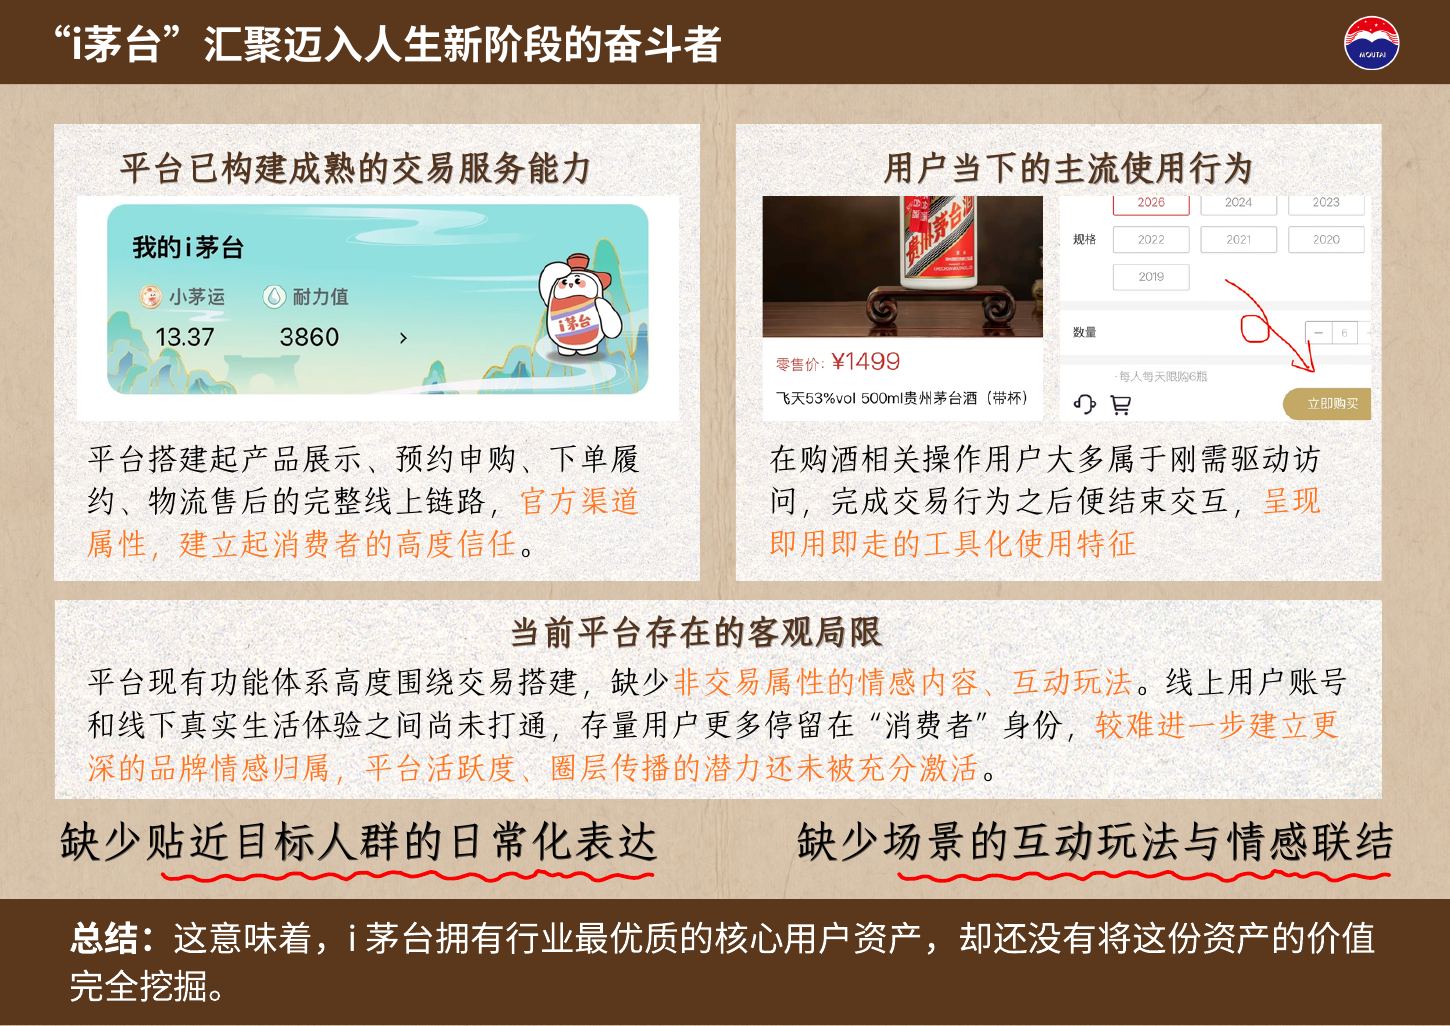 “i茅台”汇聚迈入人生新阶段的奋斗者
MOUTAI
平台已构建成熟的交易服务能力
我的i茅台
小茅运
耐力值
13.37
3860
i茅台
平台搭建起产品展示、预约申购、下单履
约、物流售后的完整线上链路，官方渠道
属性，建立起消费者的高度信任。
用户当下的主流使用行为
贵州茅台酒
零售价: ¥1499
飞天53%vol 500ml贵州茅台酒（带杯）
2026
2024
2023
规格
2022
2021
2020
2019
数量
6
·每人每天限购6瓶
立即购买
在购酒相关操作用户大多属于刚需驱动访
问，完成交易行为之后便结束交互，呈现
即用即走的工具化使用特征
当前平台存在的客观局限
平台现有功能体系高度围绕交易搭建，缺少非交易属性的情感内容、互动玩法。线上用户账号
和线下真实生活体验之间尚未打通，存量用户更多停留在“消费者”身份，较难进一步建立更
深的品牌情感归属，平台活跃度、圈层传播的潜力还未被充分激活。
缺少贴近目标人群的日常化表达
缺少场景的互动玩法与情感联结
总结：这意味着，i 茅台拥有行业最优质的核心用户资产，却还没有将这份资产的价值
完全挖掘。